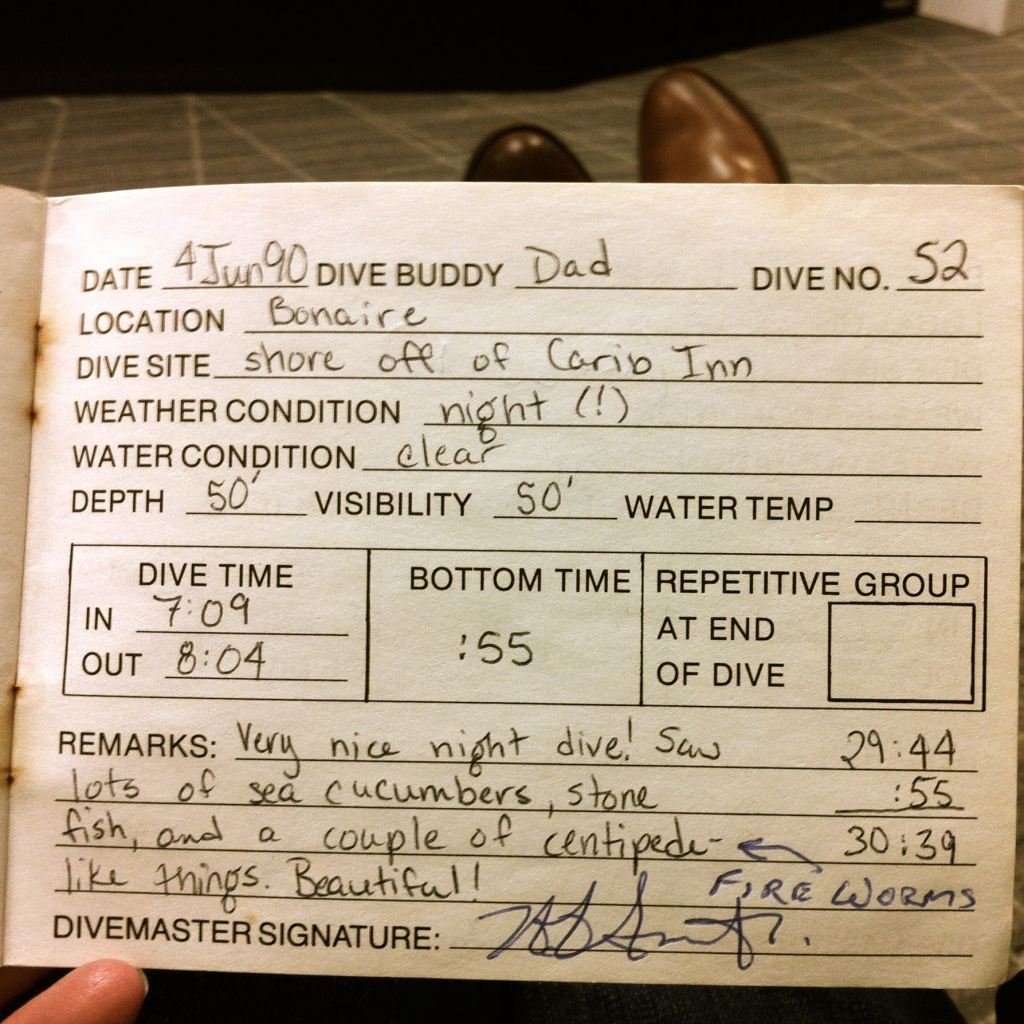 DATE 4Jun90 DIVE BUDDY Dad DIVE NO. 52
LOCATION Bonaire
DIVE SITE shore off of Carib Inn
WEATHER CONDITION night (!)
WATER CONDITION clear
DEPTH 50' VISIBILITY 50' WATER TEMP
DIVE TIME BOTTOM TIME REPETITIVE GROUP
IN 7:09 AT END
OUT 8:04 :55 OF DIVE
REMARKS: Very nice night dive! Saw 29:44
lots of sea cucumbers, stone :55
fish, and a couple of centipede- 30:39
like things. Beautiful! FIRE WORMS
DIVEMASTER SIGNATURE: